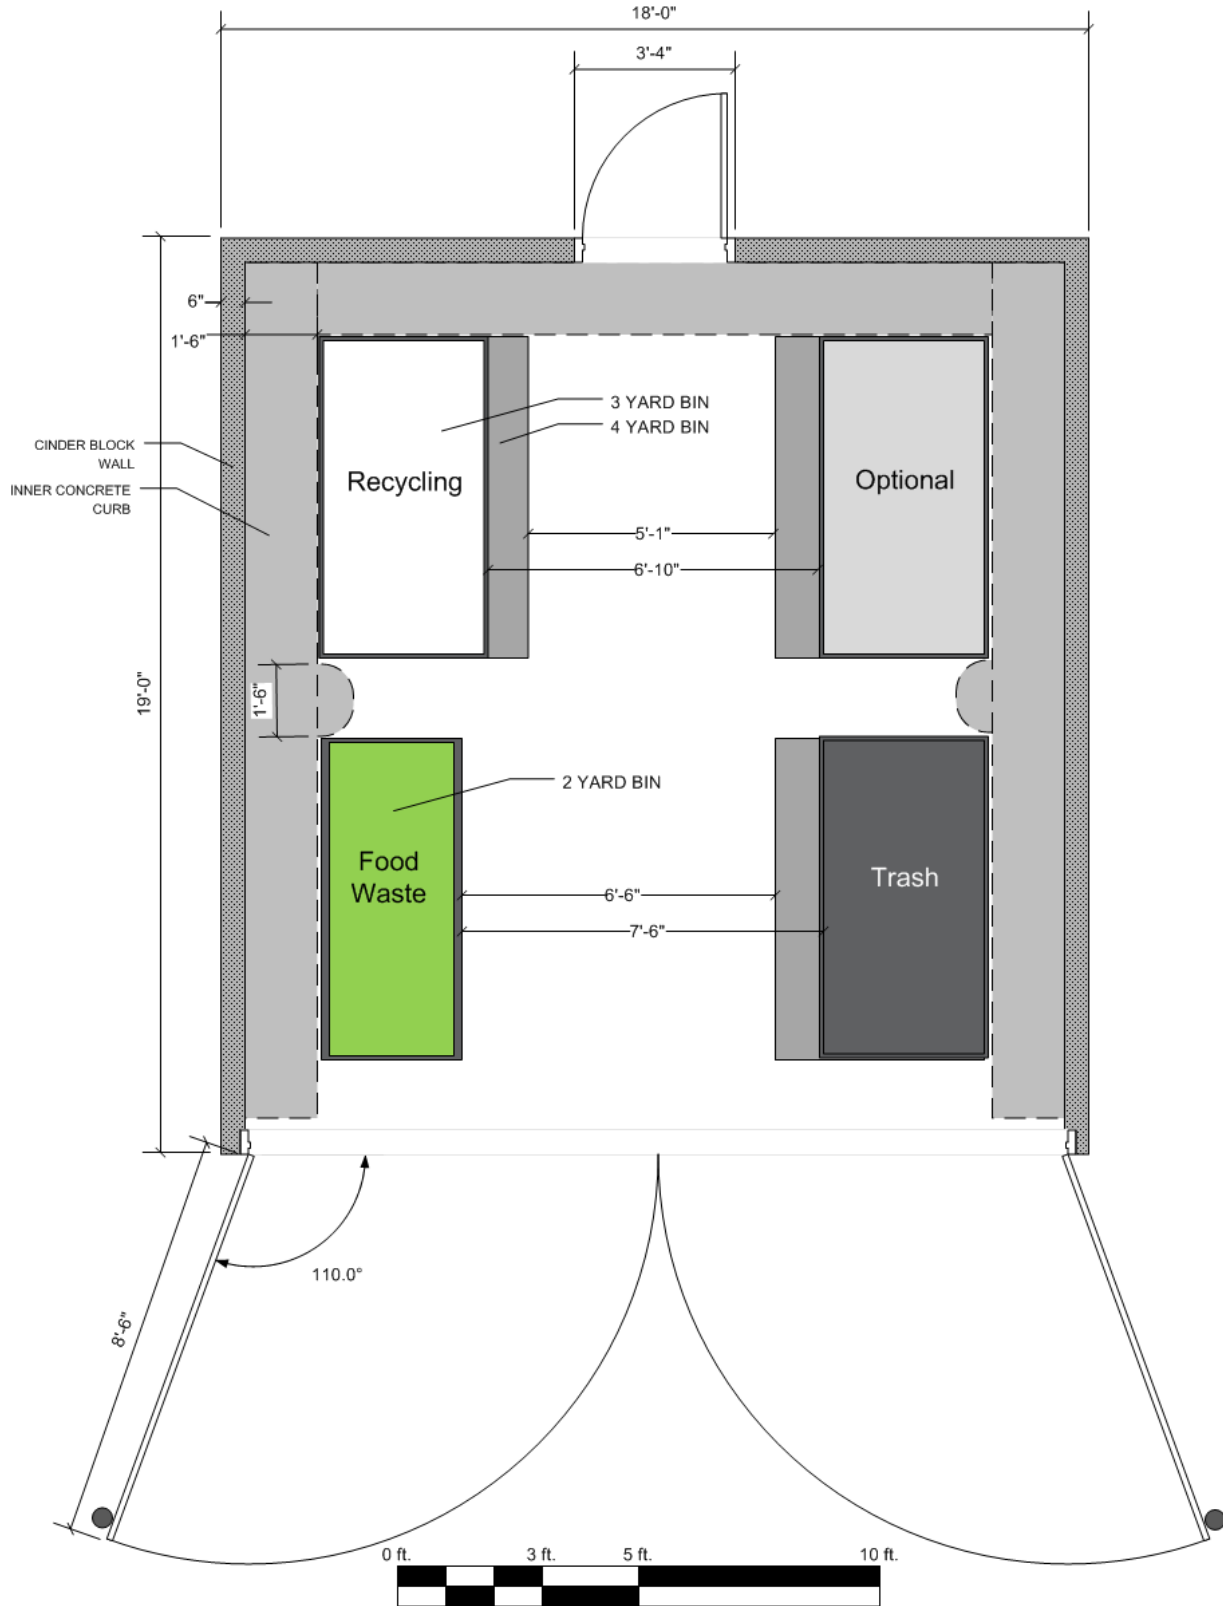 18'-0"
3'-4"
6"
1'-6"
3 YARD BIN
4 YARD BIN
CINDER BLOCK
WALL
Recycling
Optional
INNER CONCRETE
CURB
5'-1"
6'-10"
19'-0"
1'-6"
2 YARD BIN
Food
Waste
Trash
6'-6"
7'-6"
110.0°
8'-6"
0 ft.
3 ft.
5 ft.
10 ft.